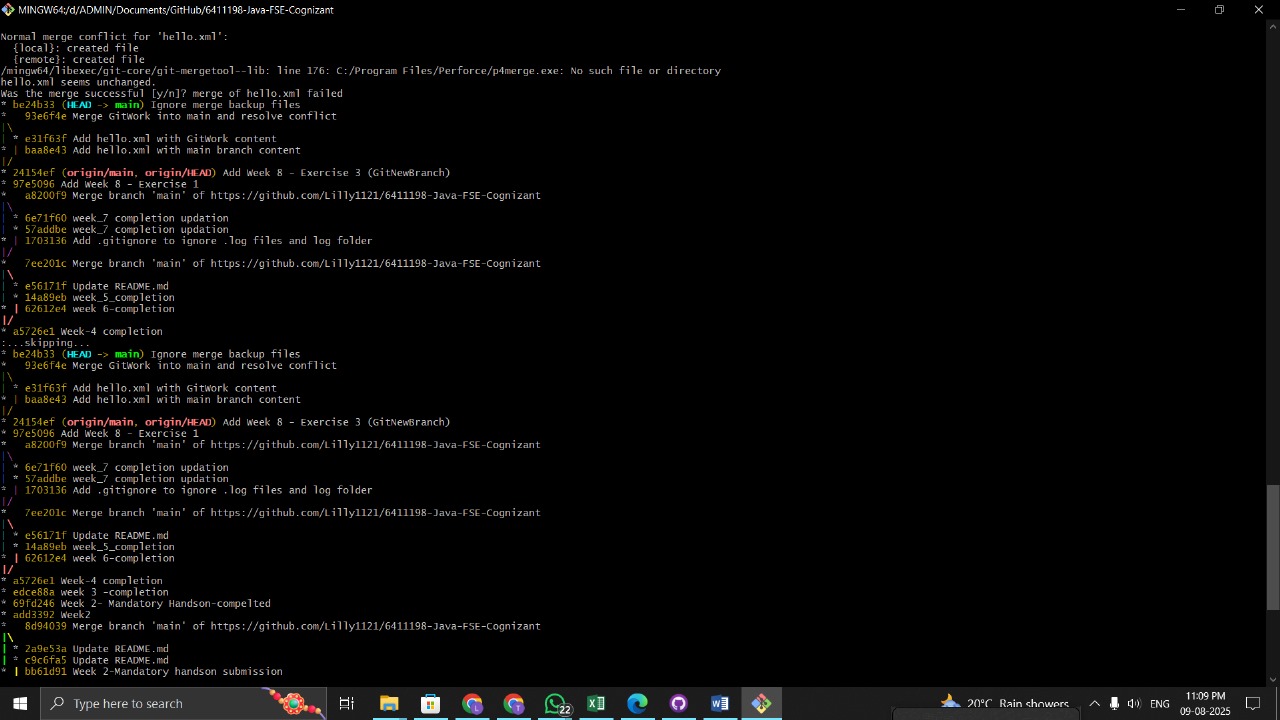 MINGW64:/d/ADMIN/Documents/GitHub/6411198-Java-FSE-Cognizant
Normal merge conflict for 'hello.xml':
  {local}: created file
  {remote}: created file
/mingw64/libexec/git-core/git-mergetool--lib: line 176: C:/Program Files/Perforce/p4merge.exe: No such file or directory
hello.xml seems unchanged.
Was the merge successful [y/n]? merge of hello.xml failed
* be24b33 (HEAD -> main) Ignore merge backup files
*   93e6f4e Merge GitWork into main and resolve conflict
|\
| * e31f63f Add hello.xml with GitWork content
* | baa8e43 Add hello.xml with main branch content
|/
* 24154ef (origin/main, origin/HEAD) Add Week 8 - Exercise 3 (GitNewBranch)
* 97e5096 Add Week 8 - Exercise 1
*   a8200f9 Merge branch 'main' of https://github.com/Lilly1121/6411198-Java-FSE-Cognizant
|\
| * 6e71f60 week_7 completion updation
| * 57addbe week_7 completion updation
* | 1703136 Add .gitignore to ignore .log files and log folder
|/
*   7ee201c Merge branch 'main' of https://github.com/Lilly1121/6411198-Java-FSE-Cognizant
|\
| * e56171f Update README.md
| * 14a89eb week_5_completion
* | 62612e4 week 6-completion
|/
* a5726e1 Week-4 completion
:...skipping...
* be24b33 (HEAD -> main) Ignore merge backup files
*   93e6f4e Merge GitWork into main and resolve conflict
|\
| * e31f63f Add hello.xml with GitWork content
* | baa8e43 Add hello.xml with main branch content
|/
* 24154ef (origin/main, origin/HEAD) Add Week 8 - Exercise 3 (GitNewBranch)
* 97e5096 Add Week 8 - Exercise 1
*   a8200f9 Merge branch 'main' of https://github.com/Lilly1121/6411198-Java-FSE-Cognizant
|\
| * 6e71f60 week_7 completion updation
| * 57addbe week_7 completion updation
* | 1703136 Add .gitignore to ignore .log files and log folder
|/
*   7ee201c Merge branch 'main' of https://github.com/Lilly1121/6411198-Java-FSE-Cognizant
|\
| * e56171f Update README.md
| * 14a89eb week_5_completion
* | 62612e4 week 6-completion
|/
* a5726e1 Week-4 completion
* edce88a week 3 -completion
* 69fd246 Week 2- Mandatory Handson-compelted
* add3392 Week2
*   8d94039 Merge branch 'main' of https://github.com/Lilly1121/6411198-Java-FSE-Cognizant
|\
| * 2a9e53a Update README.md
| * c9c6fa5 Update README.md
* | bb61d91 Week 2-Mandatory handson submission
Type here to search
22
20°C Rain showers
ENG
11:09 PM
09-08-2025